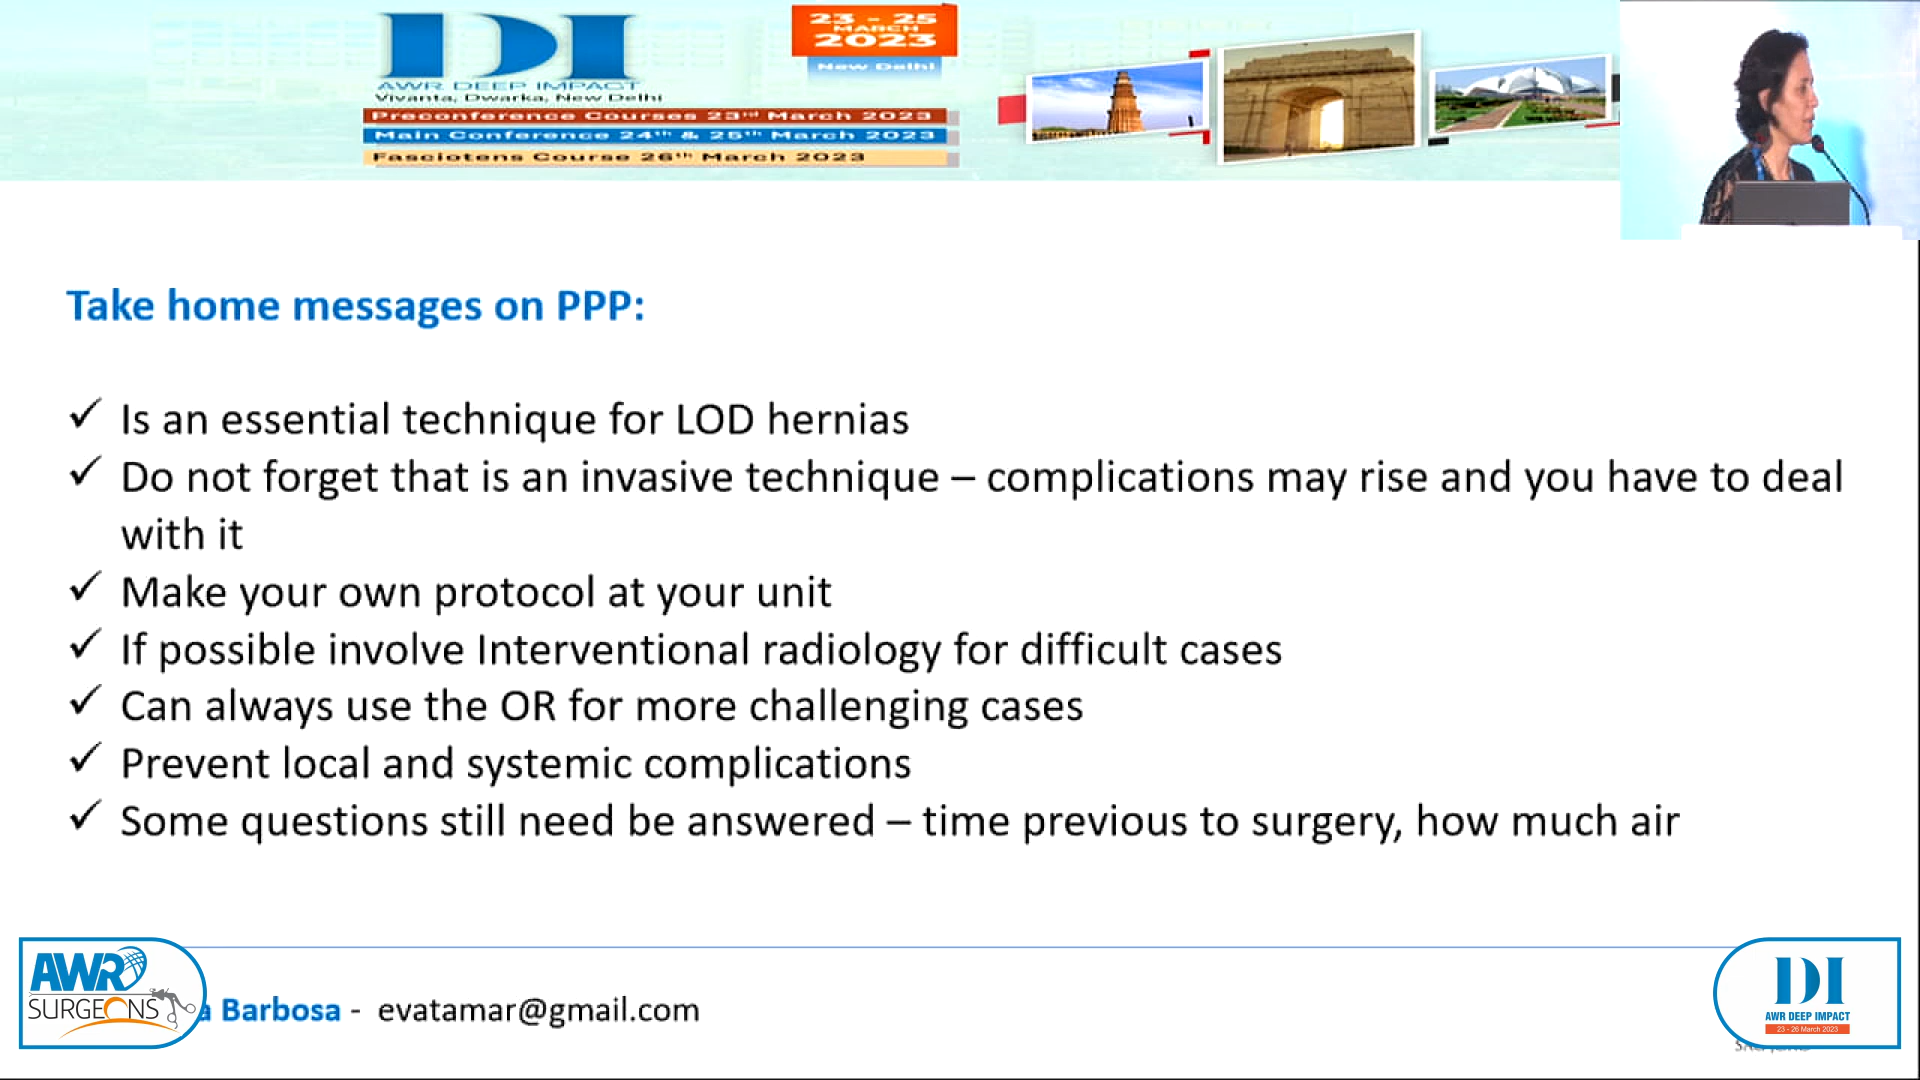 DI
23 - 25
MARCH
2023
New Delhi
AWR DEEP IMPACT
Vivanta, Dwarka, New Delhi
Preconference Courses 23rd March 2023
Main Conference 24th & 25th March 2023
Fasciotens Course 26th March 2023
Take home messages on PPP:
✓ Is an essential technique for LOD hernias
✓ Do not forget that is an invasive technique – complications may rise and you have to deal
with it
✓ Make your own protocol at your unit
✓ If possible involve Interventional radiology for difficult cases
✓ Can always use the OR for more challenging cases
✓ Prevent local and systemic complications
✓ Some questions still need be answered – time previous to surgery, how much air
AWR
SURGEONS
a Barbosa - evatamar@gmail.com
DI
AWR DEEP IMPACT
23 - 26 March 2023